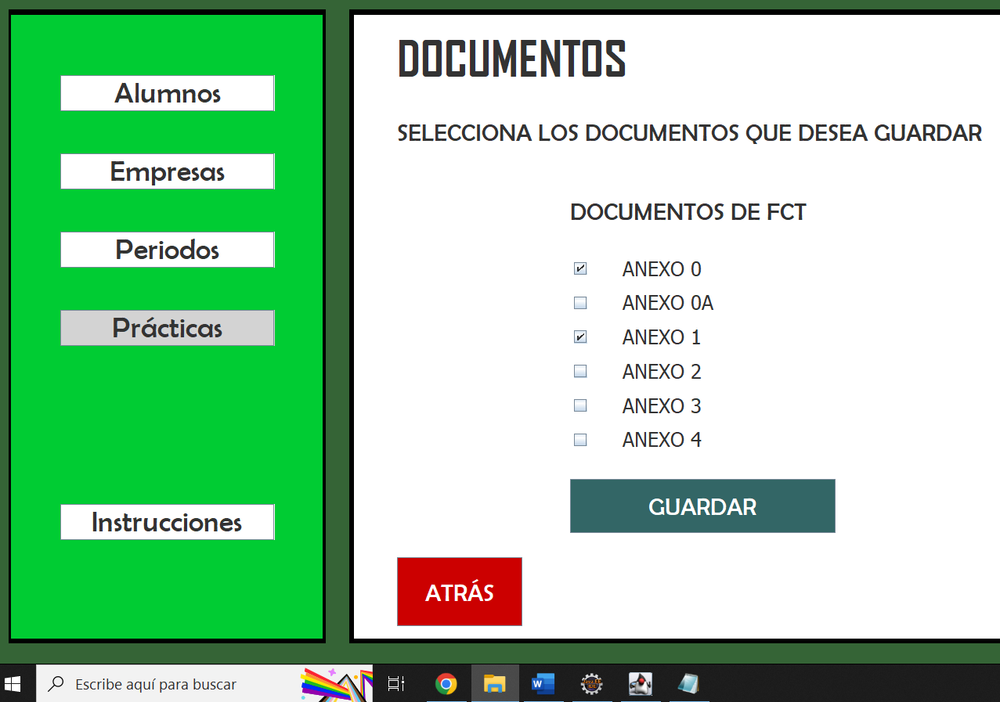 Alumnos
Empresas
Periodos
Prácticas
Instrucciones
DOCUMENTOS
SELECCIONA LOS DOCUMENTOS QUE DESEA GUARDAR
DOCUMENTOS DE FCT
ANEXO 0
ANEXO 0A
ANEXO 1
ANEXO 2
ANEXO 3
ANEXO 4
GUARDAR
ATRÁS
Escribe aquí para buscar